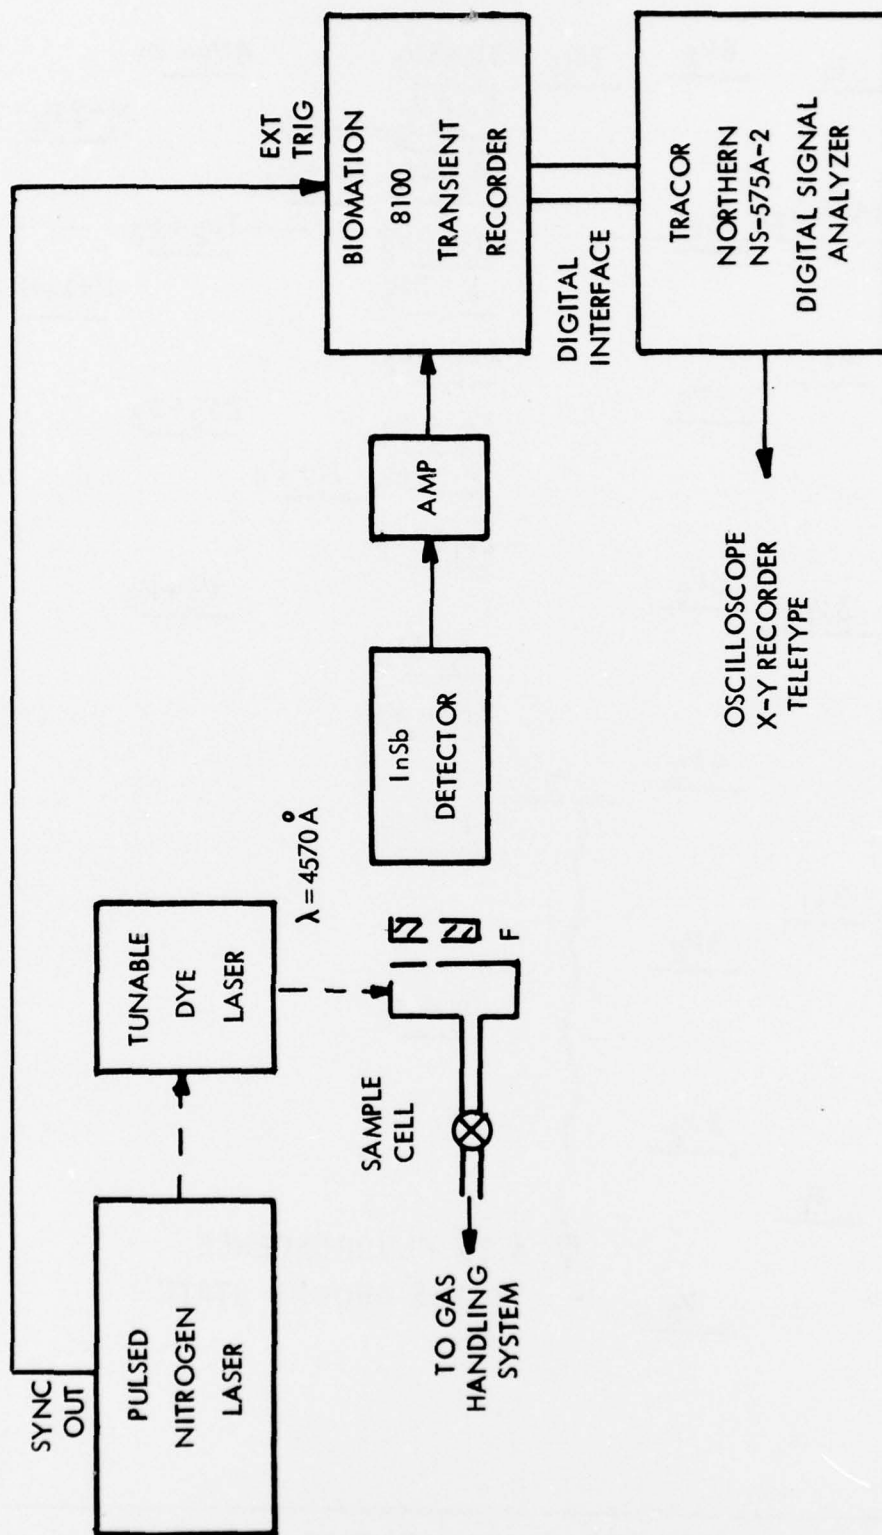 SYNC
OUT
PULSED
NITROGEN
LASER
TUNABLE
DYE
LASER
λ = 4570 Å
SAMPLE
CELL
F
TO GAS
HANDLING
SYSTEM
InSb
DETECTOR
AMP
EXT
TRIG
BIOMATION
8100
TRANSIENT
RECORDER
DIGITAL
INTERFACE
TRACOR
NORTHERN
NS-575A-2
DIGITAL SIGNAL
ANALYZER
OSCILLOSCOPE
X-Y RECORDER
TELETYPE